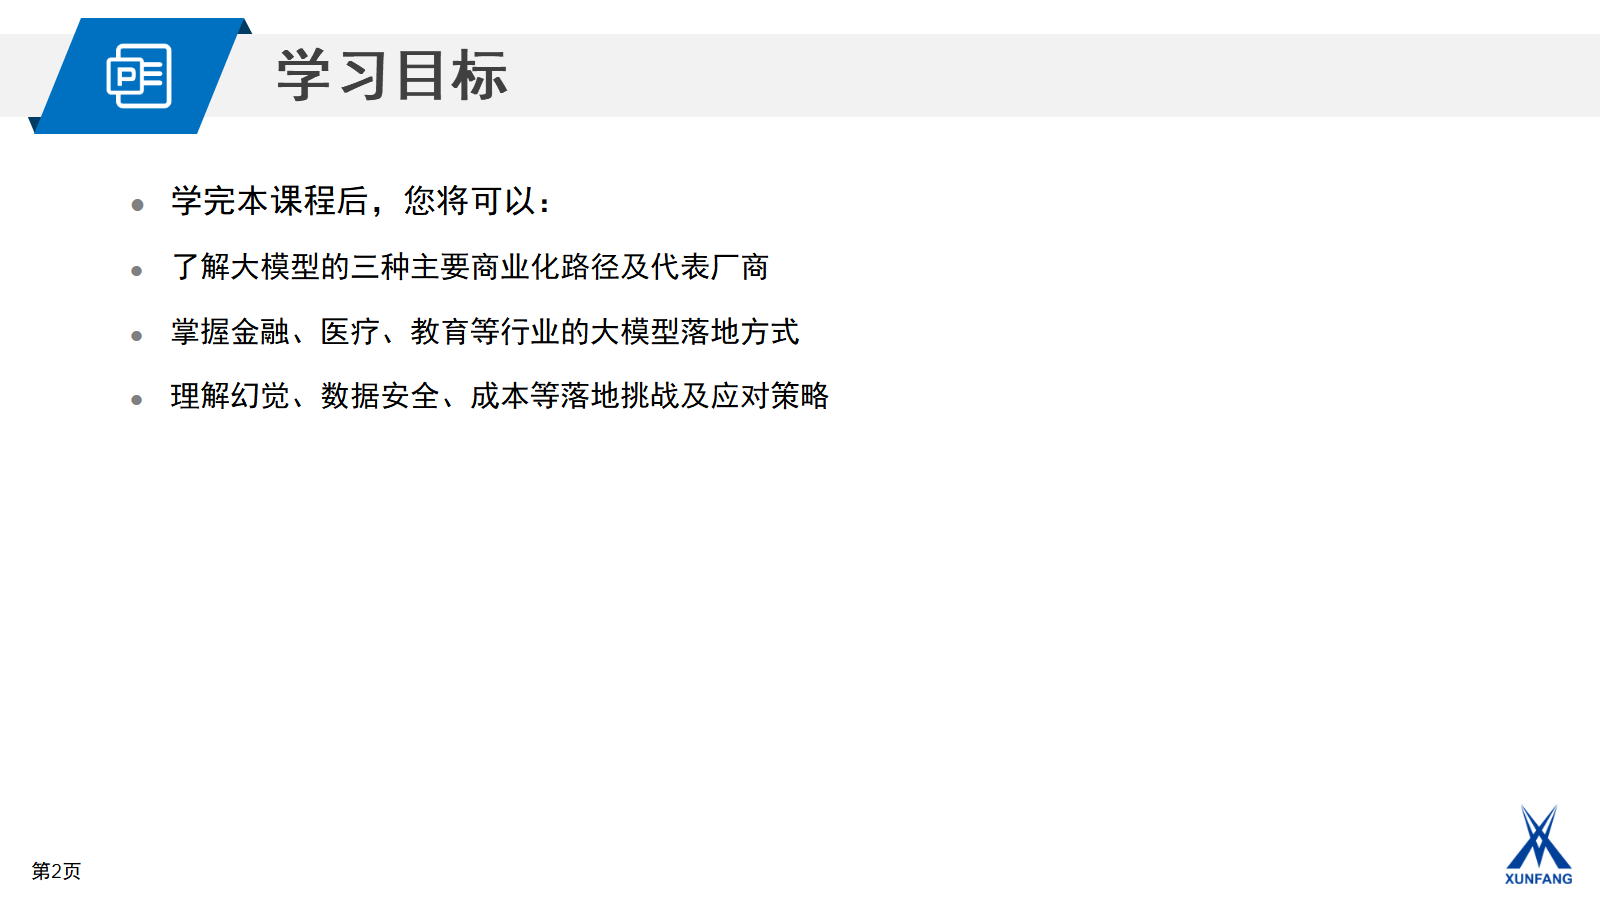 学习目标
学完本课程后，您将可以：
了解大模型的三种主要商业化路径及代表厂商
掌握金融、医疗、教育等行业的大模型落地方式
理解幻觉、数据安全、成本等落地挑战及应对策略
第2页
XUNFANG